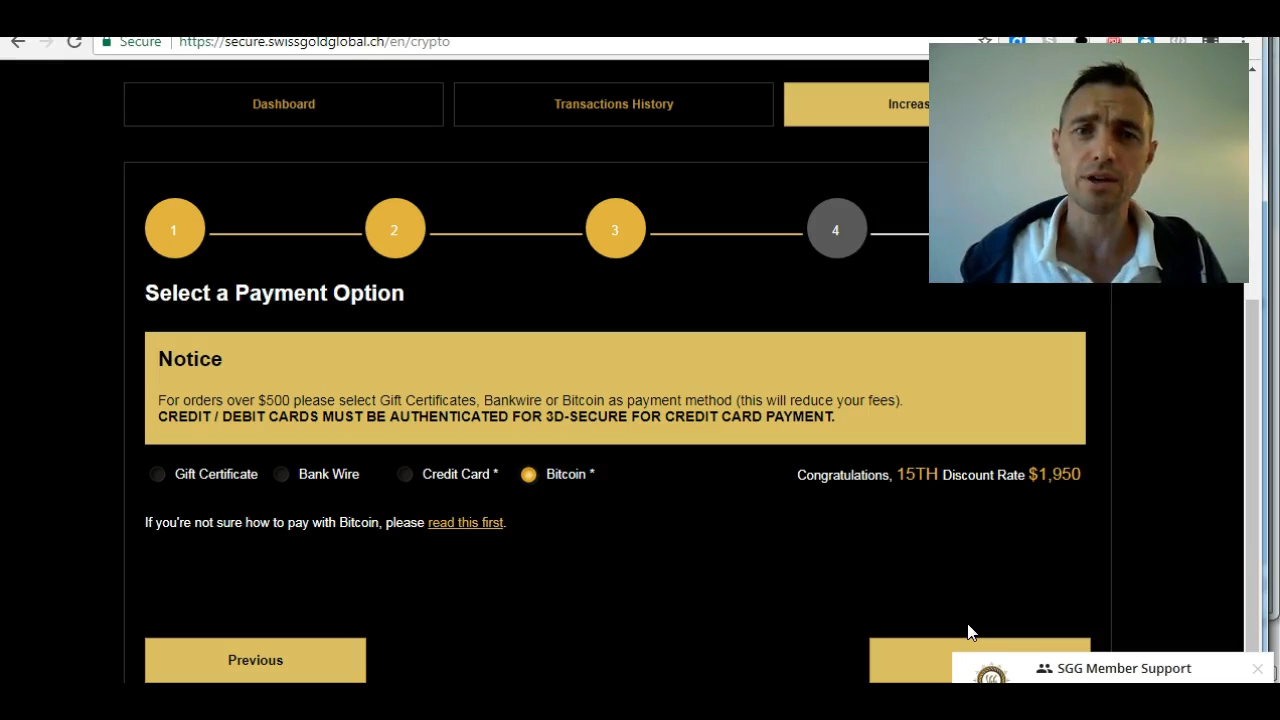 Secure https://secure.swissgoldglobal.ch/en/crypto
Dashboard Transactions History Increas
1 2 3 4
Select a Payment Option
Notice
For orders over $500 please select Gift Certificates, Bankwire or Bitcoin as payment method (this will reduce your fees).
CREDIT / DEBIT CARDS MUST BE AUTHENTICATED FOR 3D-SECURE FOR CREDIT CARD PAYMENT.
Gift Certificate Bank Wire Credit Card * Bitcoin * Congratulations, 15TH Discount Rate $1,950
If you're not sure how to pay with Bitcoin, please read this first.
Previous
SGG Member Support